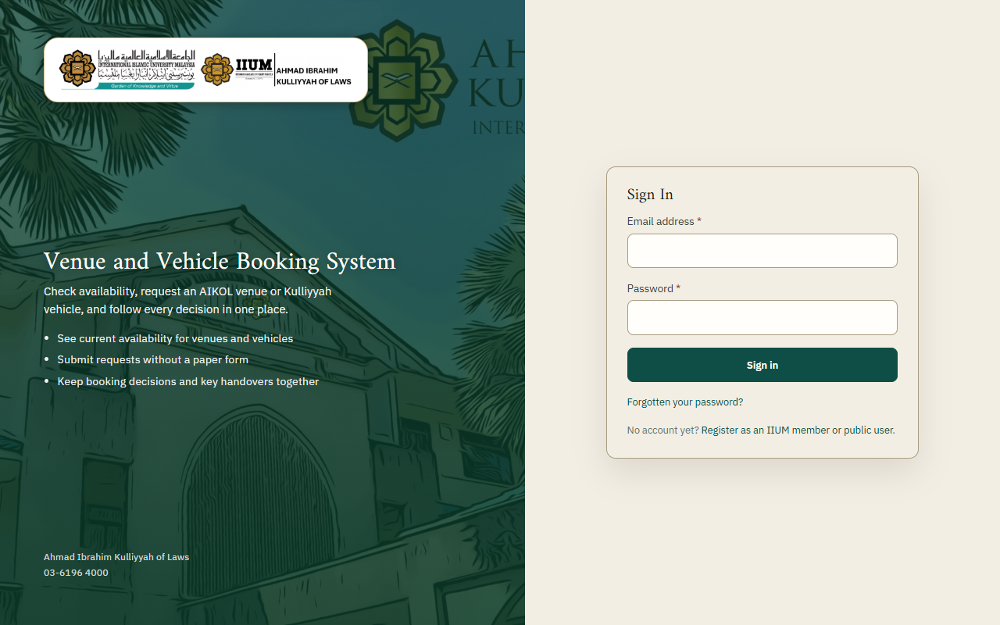 الجامعة الإسلامية العالمية ماليزيا
INTERNATIONAL ISLAMIC UNIVERSITY MALAYSIA
Garden of Knowledge and Virtue
IIUM
AHMAD IBRAHIM
KULLIYYAH OF LAWS
AH
KU
INTER
Venue and Vehicle Booking System
Check availability, request an AIKOL venue or Kulliyyah
vehicle, and follow every decision in one place.
• See current availability for venues and vehicles
• Submit requests without a paper form
• Keep booking decisions and key handovers together
Ahmad Ibrahim Kulliyyah of Laws
03-6196 4000
Sign In
Email address *
Password *
Sign in
Forgotten your password?
No account yet? Register as an IIUM member or public user.